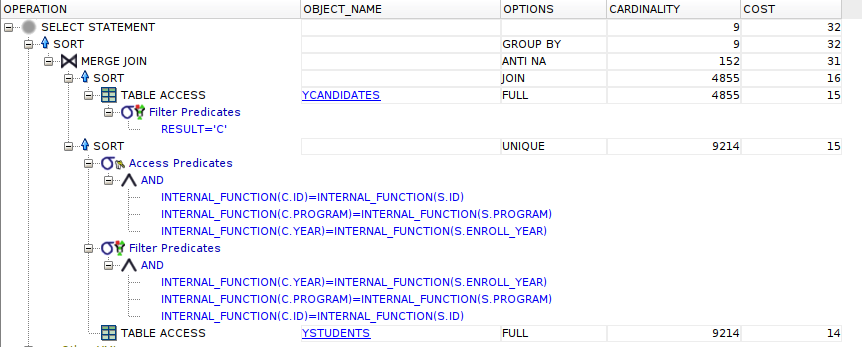 OPERATION OBJECT_NAME OPTIONS CARDINALITY COST
SELECT STATEMENT 9 32
SORT GROUP BY 9 32
MERGE JOIN ANTI NA 152 31
SORT JOIN 4855 16
TABLE ACCESS YCANDIDATES FULL 4855 15
Filter Predicates
RESULT='C'
SORT UNIQUE 9214 15
Access Predicates
AND
INTERNAL_FUNCTION(C.ID)=INTERNAL_FUNCTION(S.ID)
INTERNAL_FUNCTION(C.PROGRAM)=INTERNAL_FUNCTION(S.PROGRAM)
INTERNAL_FUNCTION(C.YEAR)=INTERNAL_FUNCTION(S.ENROLL_YEAR)
Filter Predicates
AND
INTERNAL_FUNCTION(C.YEAR)=INTERNAL_FUNCTION(S.ENROLL_YEAR)
INTERNAL_FUNCTION(C.PROGRAM)=INTERNAL_FUNCTION(S.PROGRAM)
INTERNAL_FUNCTION(C.ID)=INTERNAL_FUNCTION(S.ID)
TABLE ACCESS YSTUDENTS FULL 9214 14